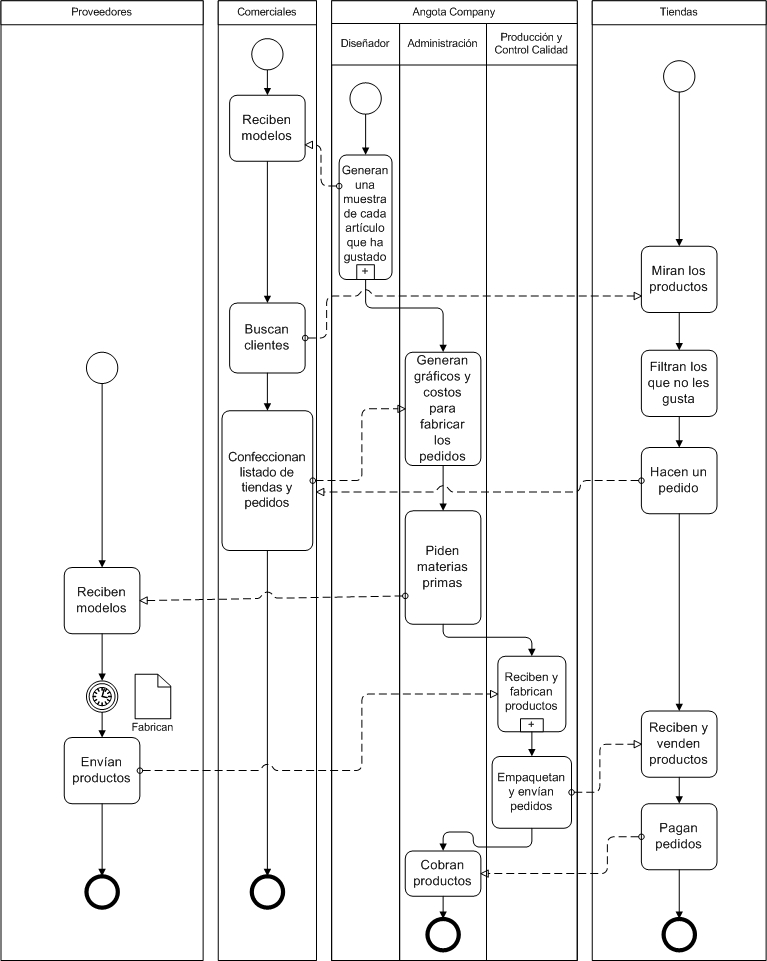 Proveedores
Comerciales
Angota Company
Tiendas
Diseñador
Administración
Producción y
Control Calidad
Reciben
modelos
Generan
una
muestra
de cada
artículo
que ha
gustado
+
Miran los
productos
Buscan
clientes
Generan
gráficos y
costos
para
fabricar
los
pedidos
Filtran los
que no les
gusta
Confeccionan
listado de
tiendas y
pedidos
Hacen un
pedido
Piden
materias
primas
Reciben
modelos
Reciben y
fabrican
productos
+
Fabrican
Reciben y
venden
productos
Envían
productos
Empaquetan
y envían
pedidos
Pagan
pedidos
Cobran
productos